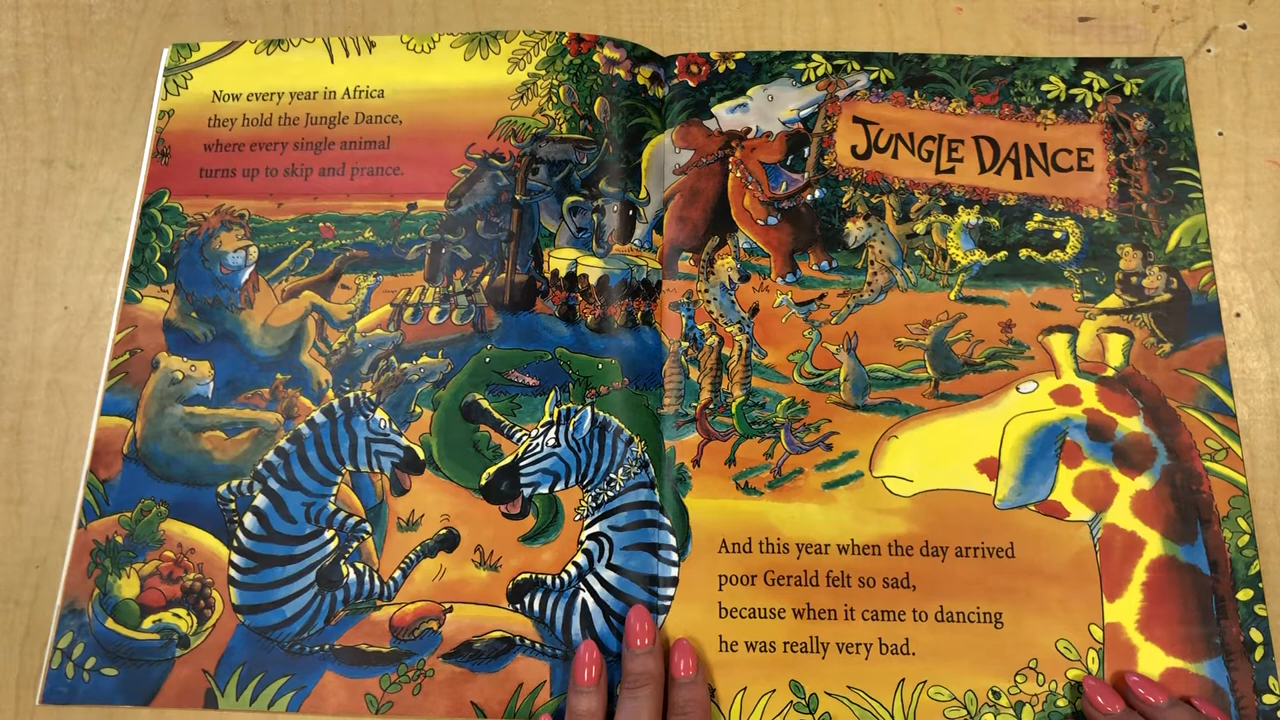 Now every year in Africa
they hold the Jungle Dance,
where every single animal
turns up to skip and prance.
JUNGLE DANCE
And this year when the day arrived
poor Gerald felt so sad,
because when it came to dancing
he was really very bad.